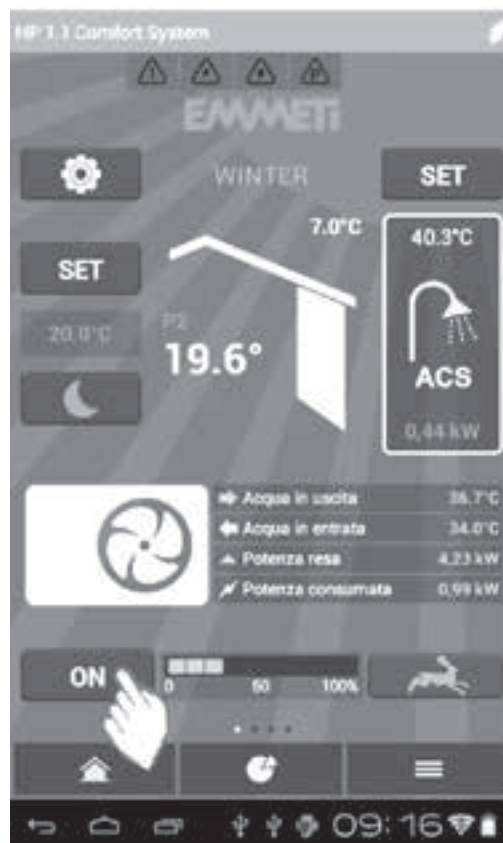 HP 1.1 Comfort System
EMMETI
WINTER
SET
7.0°C
40.3°C
SET
20.0°C
19.6°
ACS
0,44 kW
Acqua in uscita 36.7°C
Acqua in entrata 34.0°C
Potenza resa 4,23 kW
Potenza consumata 0,99 kW
ON
0 50 100%
09:16